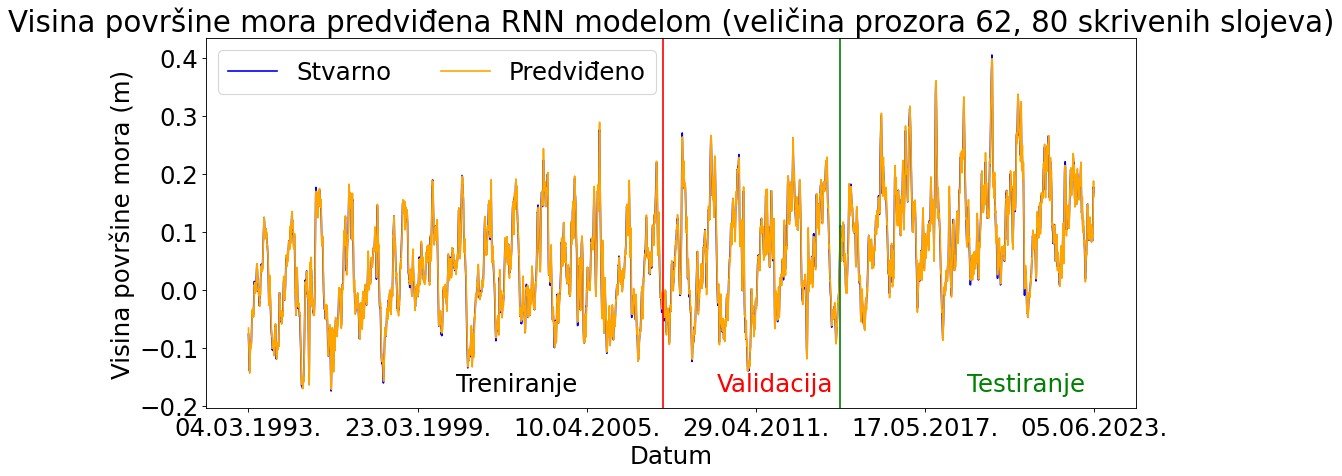 Visina površine mora predviđena RNN modelom (veličina prozora 62, 80 skrivenih slojeva)
Stvarno
Predviđeno
Visina površine mora (m)
0.4
0.3
0.2
0.1
0.0
−0.1
−0.2
Treniranje
Validacija
Testiranje
04.03.1993.
23.03.1999.
10.04.2005.
29.04.2011.
17.05.2017.
05.06.2023.
Datum